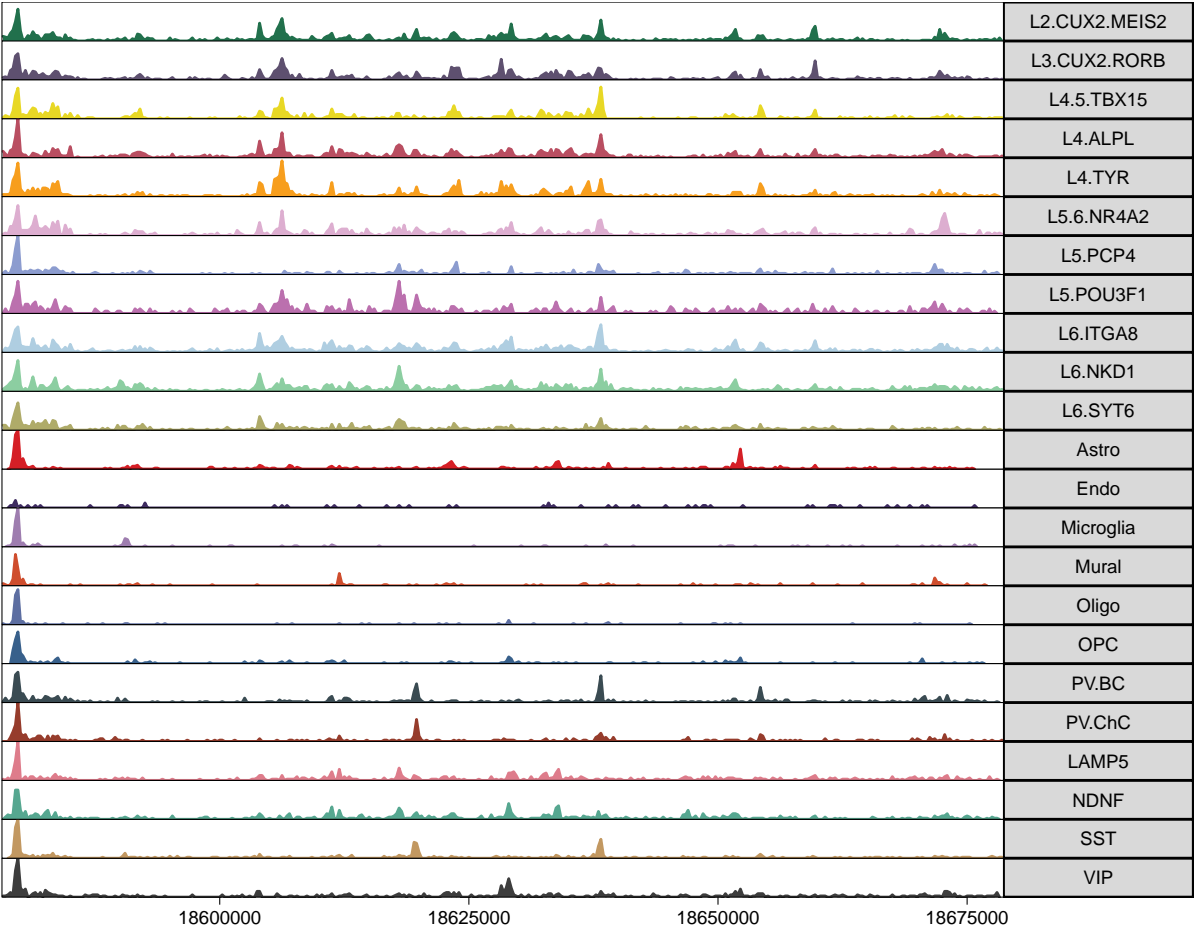 L2.CUX2.MEIS2
L3.CUX2.RORB
L4.5.TBX15
L4.ALPL
L4.TYR
L5.6.NR4A2
L5.PCP4
L5.POU3F1
L6.ITGA8
L6.NKD1
L6.SYT6
Astro
Endo
Microglia
Mural
Oligo
OPC
PV.BC
PV.ChC
LAMP5
NDNF
SST
VIP
18600000 18625000 18650000 18675000